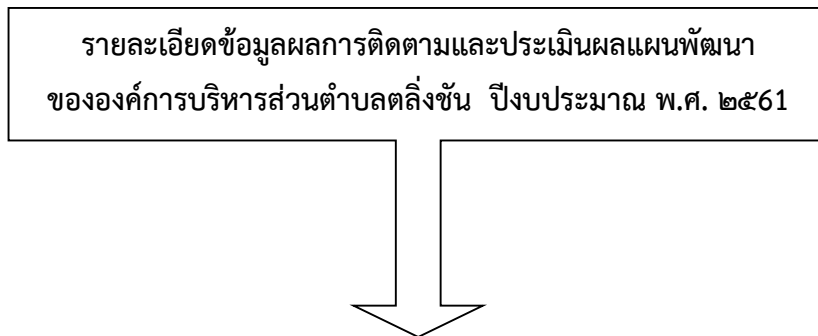 รายละเอียดข้อมูลผลการติดตามและประเมินผลแผนพัฒนา
ขององค์การบริหารส่วนตำบลตลิ่งชัน ปีงบประมาณ พ.ศ. ๒๕61